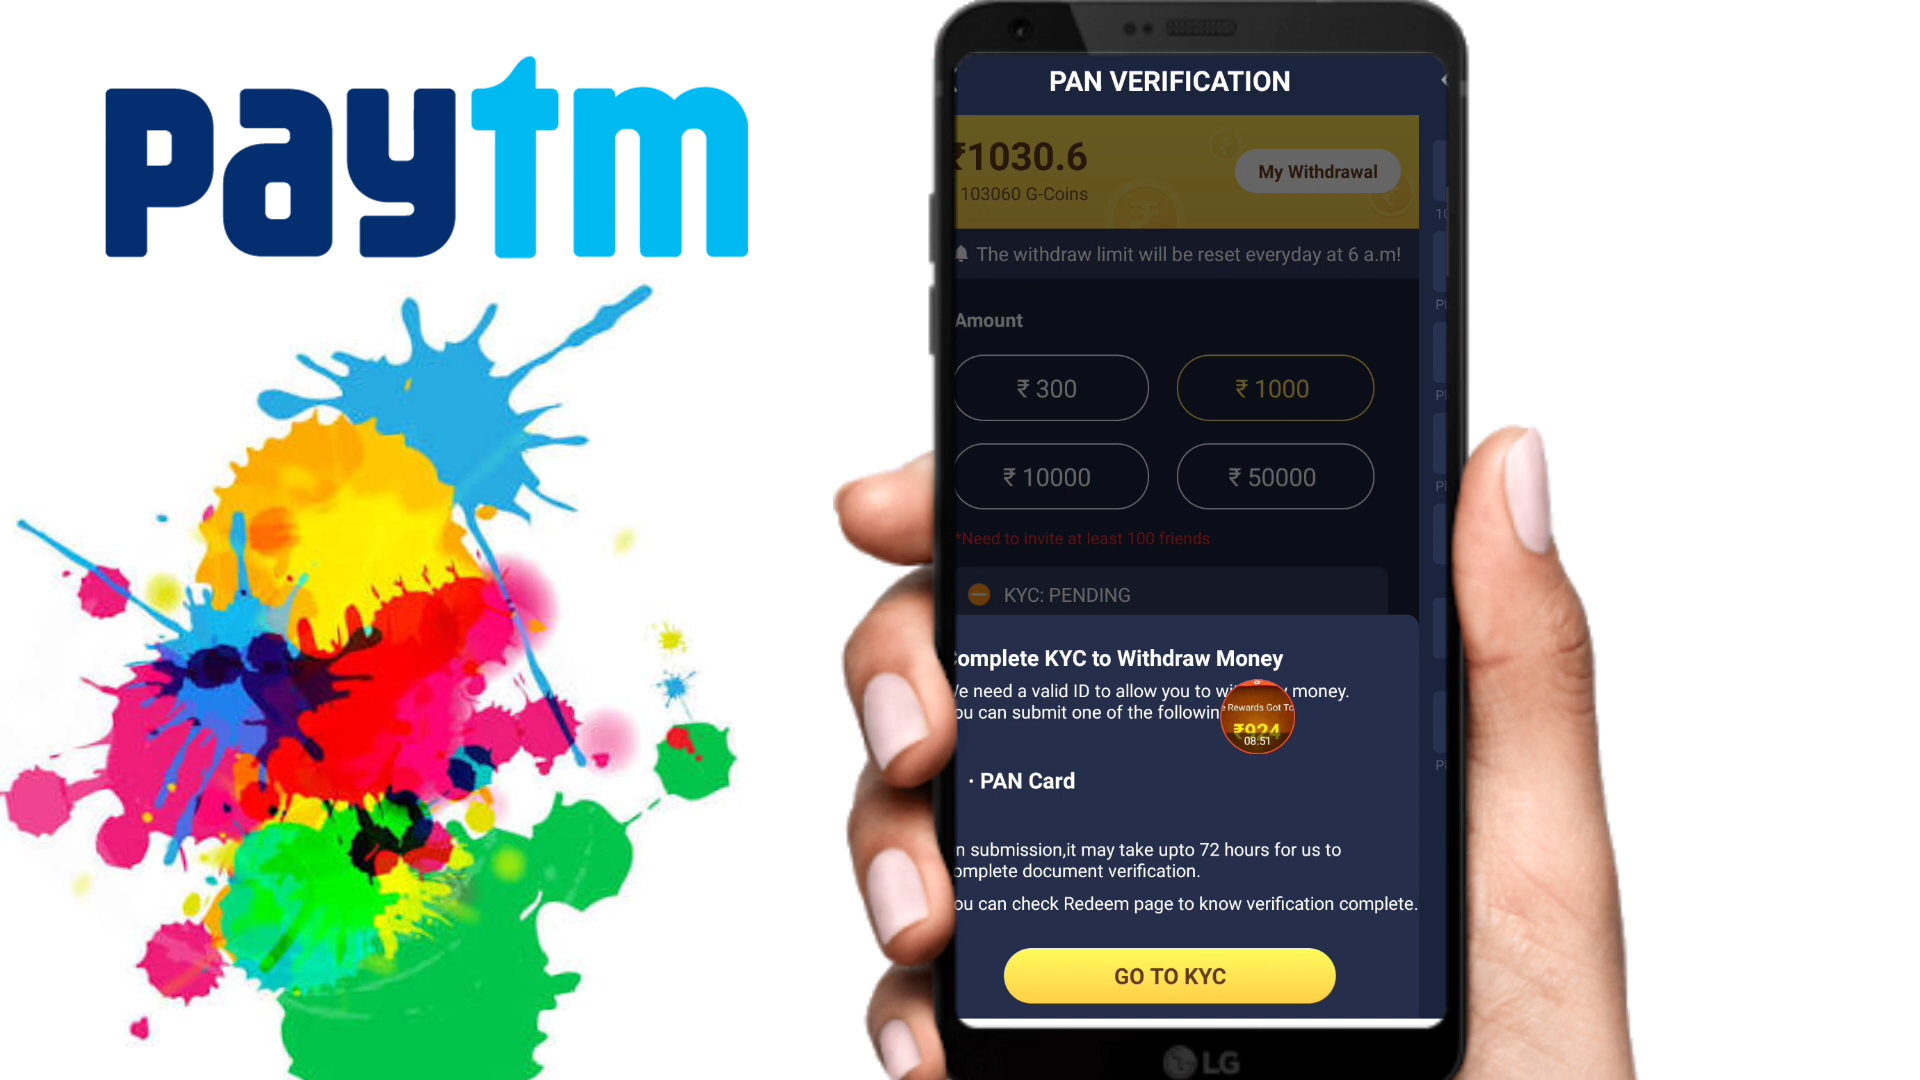 paytm
PAN VERIFICATION
₹1030.6
103060 G-Coins
My Withdrawal
The withdraw limit will be reset everyday at 6 a.m!
Amount
₹ 300
₹ 1000
₹ 10000
₹ 50000
*Need to invite at least 100 friends
KYC: PENDING
omplete KYC to Withdraw Money
e need a valid ID to allow you to money.
ou can submit one of the followin
Rewards Got
₹924
08:51
· PAN Card
n submission,it may take upto 72 hours for us to
omplete document verification.
ou can check Redeem page to know verification complete.
GO TO KYC
LG